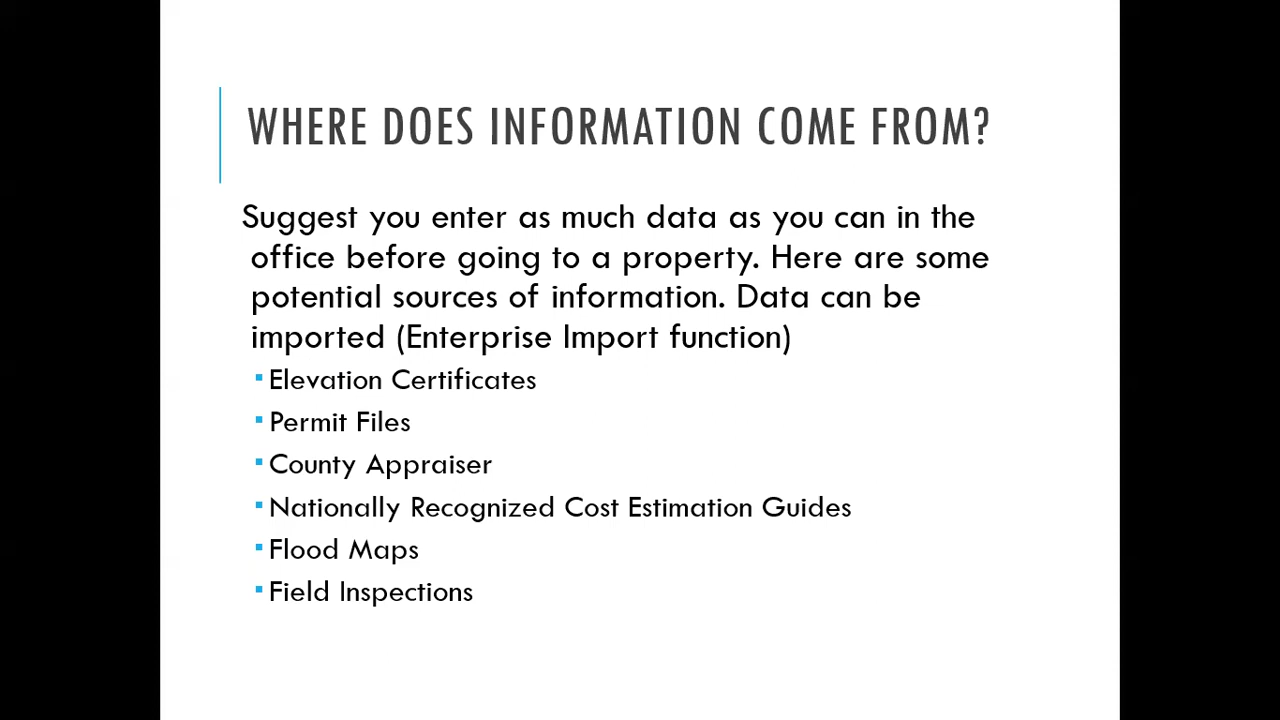 WHERE DOES INFORMATION COME FROM?
Suggest you enter as much data as you can in the
office before going to a property. Here are some
potential sources of information. Data can be
imported (Enterprise Import function)
▪Elevation Certificates
▪Permit Files
▪County Appraiser
▪Nationally Recognized Cost Estimation Guides
▪Flood Maps
▪Field Inspections